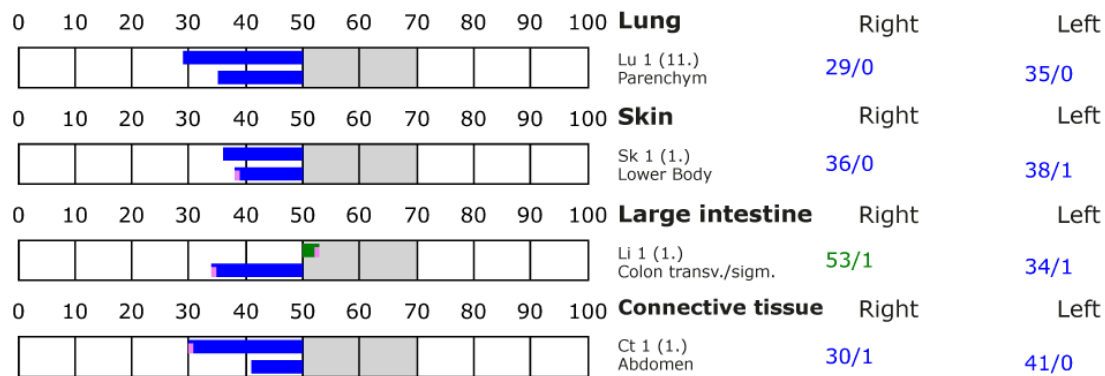 0 10 20 30 40 50 60 70 80 90 100 Lung Right Left
Lu 1 (11.)
Parenchym
29/0 35/0
0 10 20 30 40 50 60 70 80 90 100 Skin Right Left
Sk 1 (1.)
Lower Body
36/0 38/1
0 10 20 30 40 50 60 70 80 90 100 Large intestine Right Left
Li 1 (1.)
Colon transv./sigm.
53/1 34/1
0 10 20 30 40 50 60 70 80 90 100 Connective tissue Right Left
Ct 1 (1.)
Abdomen
30/1 41/0